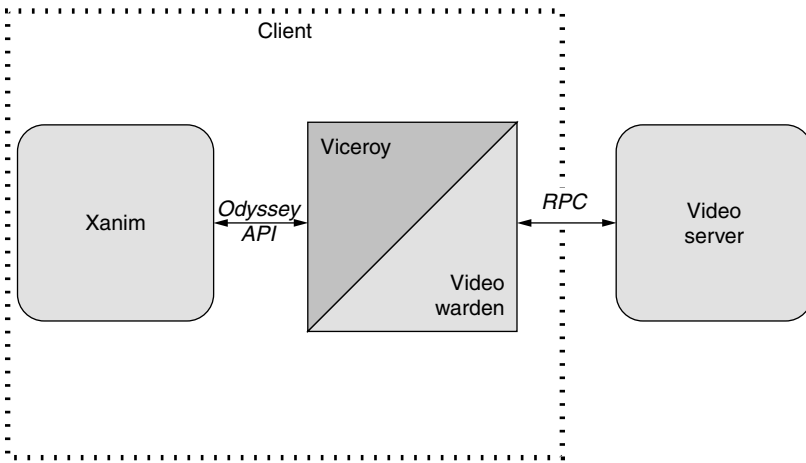 Client
Viceroy
Xanim
Odyssey
API
Video
warden
RPC
Video
server